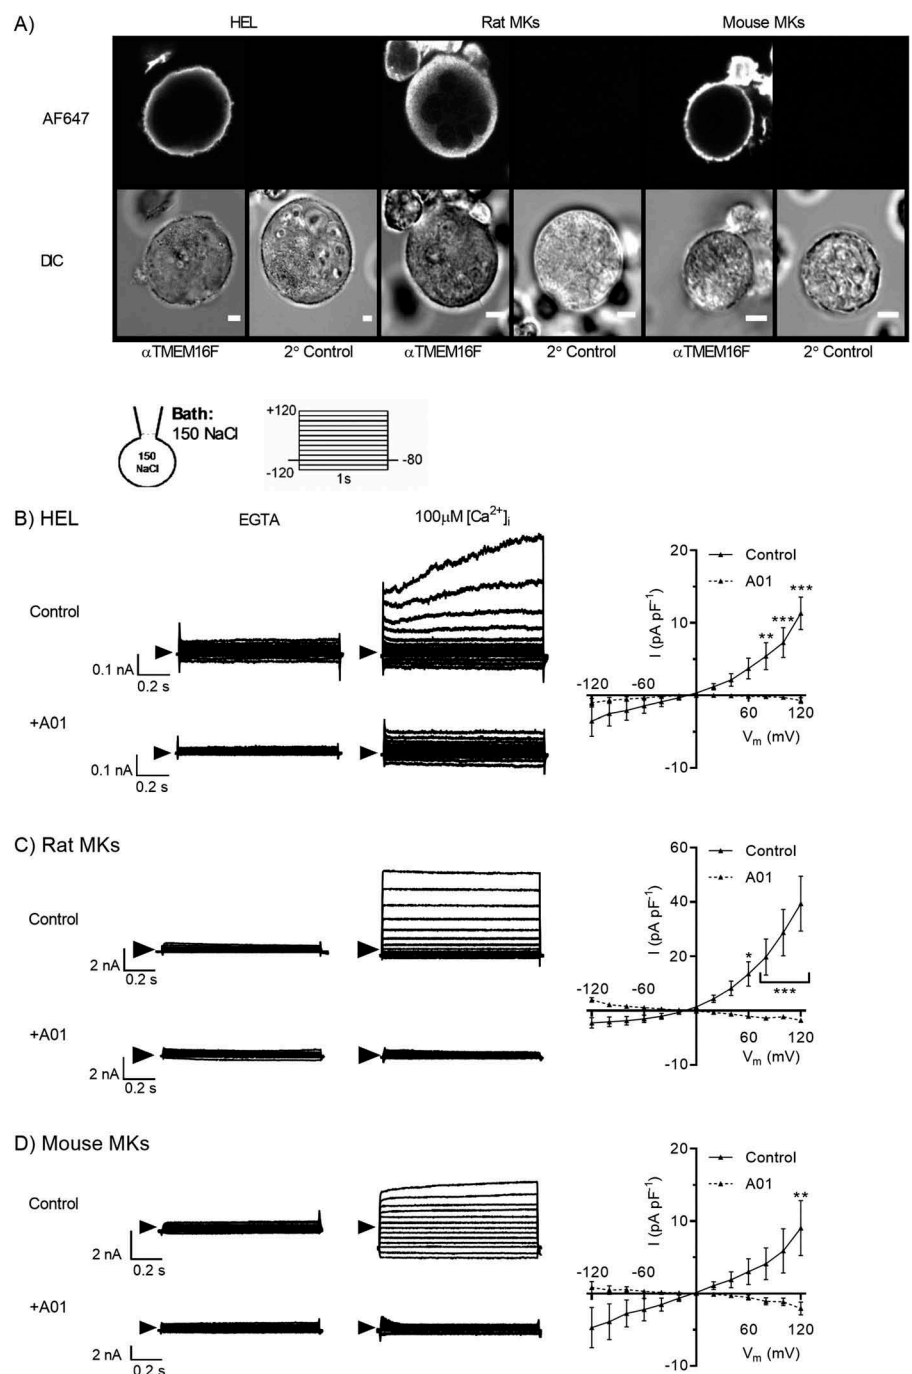 A) HEL Rat MKs Mouse MKs
AF647
DIC
αTMEM16F 2° Control αTMEM16F 2° Control αTMEM16F 2° Control
Bath:
150 NaCl
150
NaCl
+120
-80
-120
1s
B) HEL
EGTA 100µM [Ca²⁺]ᵢ
Control
0.1 nA
0.2 s
+A01
0.1 nA
0.2 s
20
Control
A01
10
I (pA pF⁻¹)
** *** ***
-120 -60
60 120
Vₘ (mV)
-10
C) Rat MKs
Control
2 nA
0.2 s
+A01
2 nA
0.2 s
60
Control
A01
40
I (pA pF⁻¹)
20
*
***
-120 -60
60 120
Vₘ (mV)
-10
D) Mouse MKs
Control
2 nA
0.2 s
+A01
2 nA
0.2 s
20
Control
A01
10
I (pA pF⁻¹)
**
-120 -60
60 120
Vₘ (mV)
-10